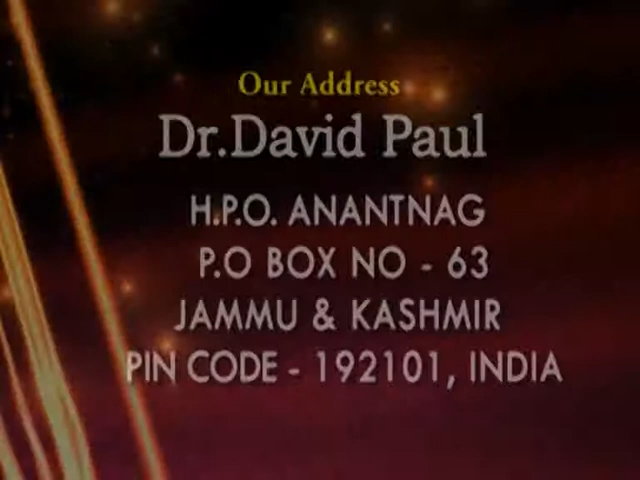 Our Address
Dr.David Paul
H.P.O. ANANTNAG
P.O BOX NO - 63
JAMMU & KASHMIR
PIN CODE - 192101, INDIA